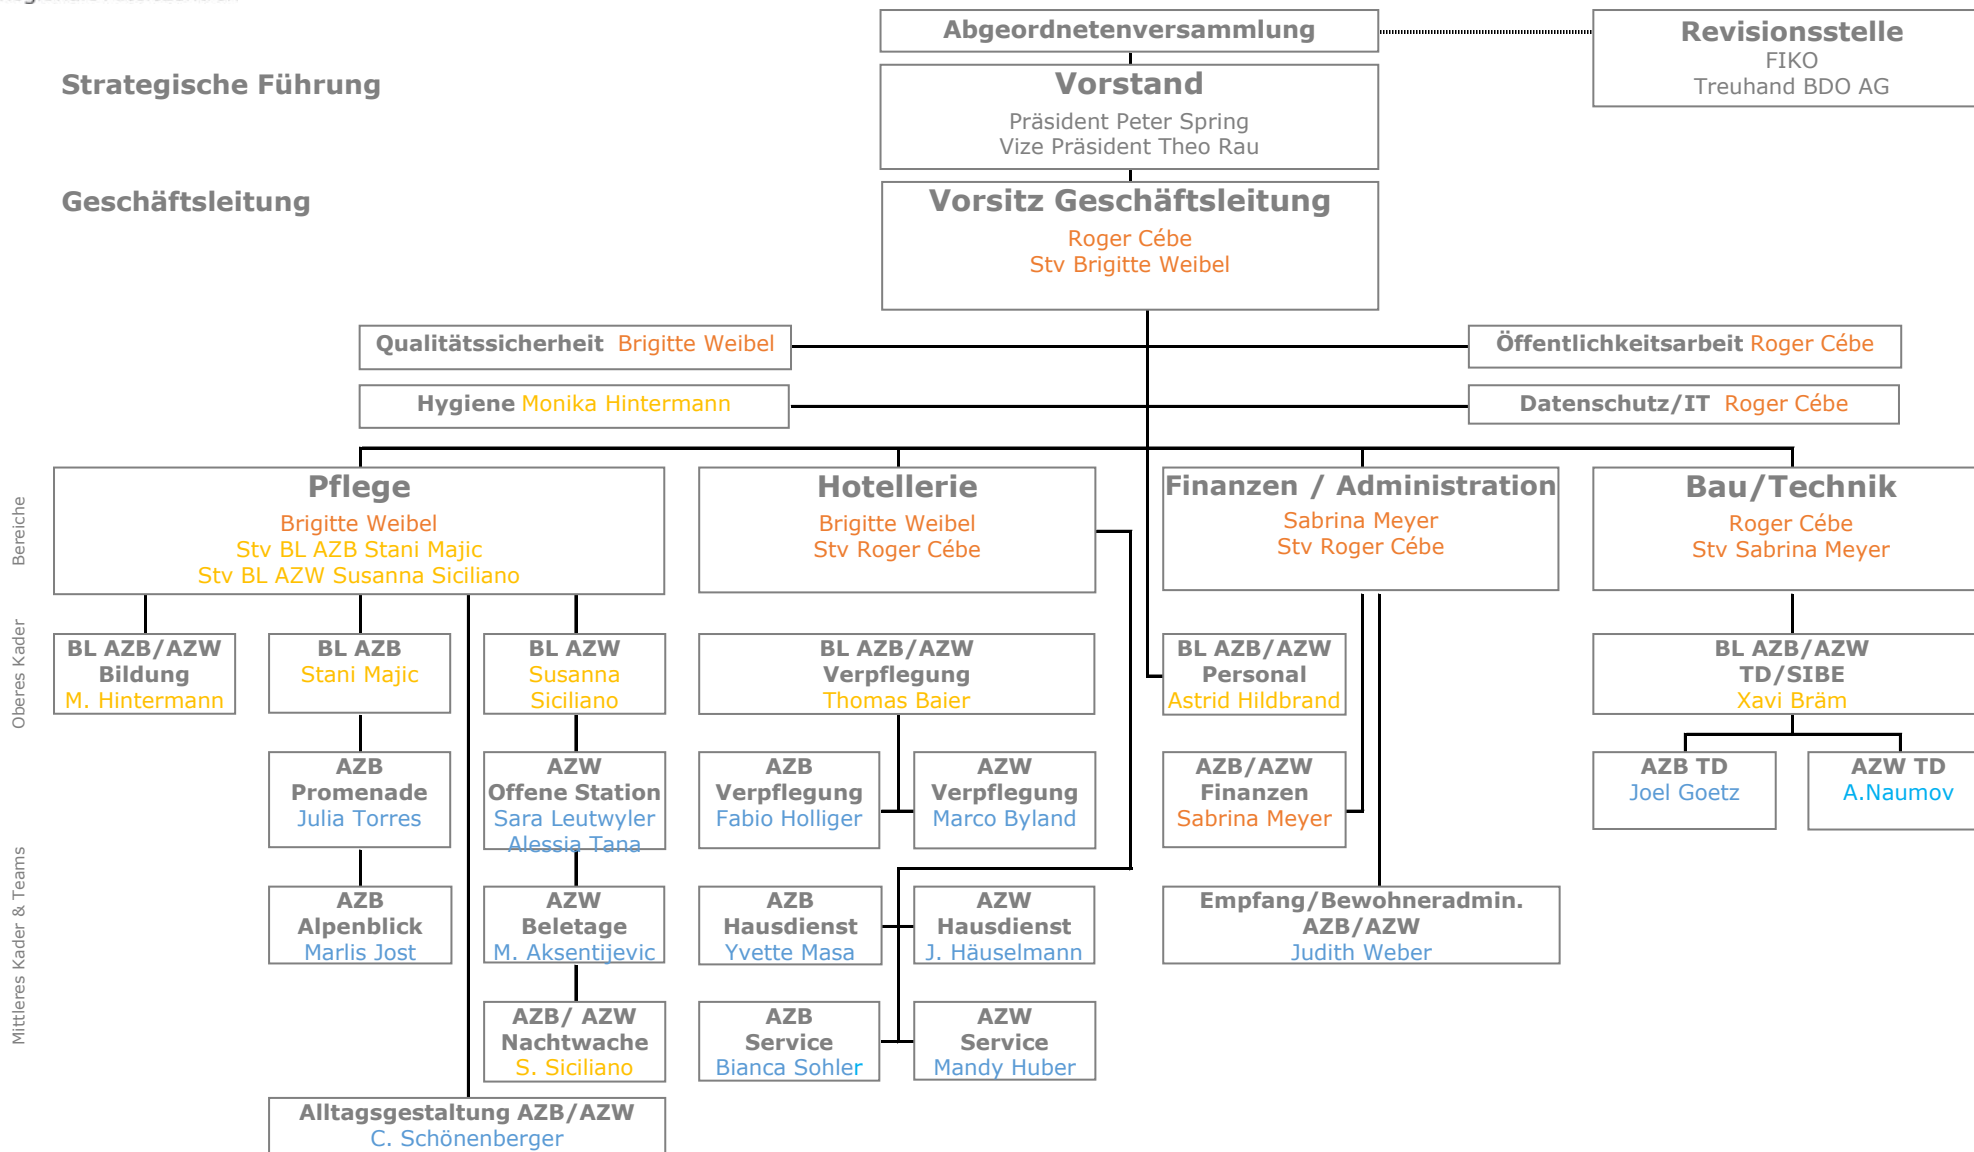 Abgeordnetenversammlung
Revisionsstelle
FIKO
Treuhand BDO AG
Strategische Führung
Vorstand
Präsident Peter Spring
Vize Präsident Theo Rau
Geschäftsleitung
Vorsitz Geschäftsleitung
Roger Cébe
Stv Brigitte Weibel
Qualitätssicherheit Brigitte Weibel
Öffentlichkeitsarbeit Roger Cébe
Hygiene Monika Hintermann
Datenschutz/IT Roger Cébe
Bereiche
Pflege
Brigitte Weibel
Stv BL AZB Stani Majic
Stv BL AZW Susanna Siciliano
Hotellerie
Brigitte Weibel
Stv Roger Cébe
Finanzen / Administration
Sabrina Meyer
Stv Roger Cébe
Bau/Technik
Roger Cébe
Stv Sabrina Meyer
Oberes Kader
BL AZB/AZW
Bildung
M. Hintermann
BL AZB
Stani Majic
BL AZW
Susanna
Siciliano
BL AZB/AZW
Verpflegung
Thomas Baier
BL AZB/AZW
Personal
Astrid Hildbrand
BL AZB/AZW
TD/SIBE
Xavi Bräm
Mittleres Kader & Teams
AZB
Promenade
Julia Torres
AZW
Offene Station
Sara Leutwyler
Alessia Tana
AZB
Verpflegung
Fabio Holliger
AZW
Verpflegung
Marco Byland
AZB/AZW
Finanzen
Sabrina Meyer
AZB TD
Joel Goetz
AZW TD
A.Naumov
AZB
Alpenblick
Marlis Jost
AZW
Beletage
M. Aksentijevic
AZB
Hausdienst
Yvette Masa
AZW
Hausdienst
J. Häuselmann
Empfang/Bewohneradmin.
AZB/AZW
Judith Weber
AZB/ AZW
Nachtwache
S. Siciliano
AZB
Service
Bianca Sohler
AZW
Service
Mandy Huber
Alltagsgestaltung AZB/AZW
C. Schönenberger